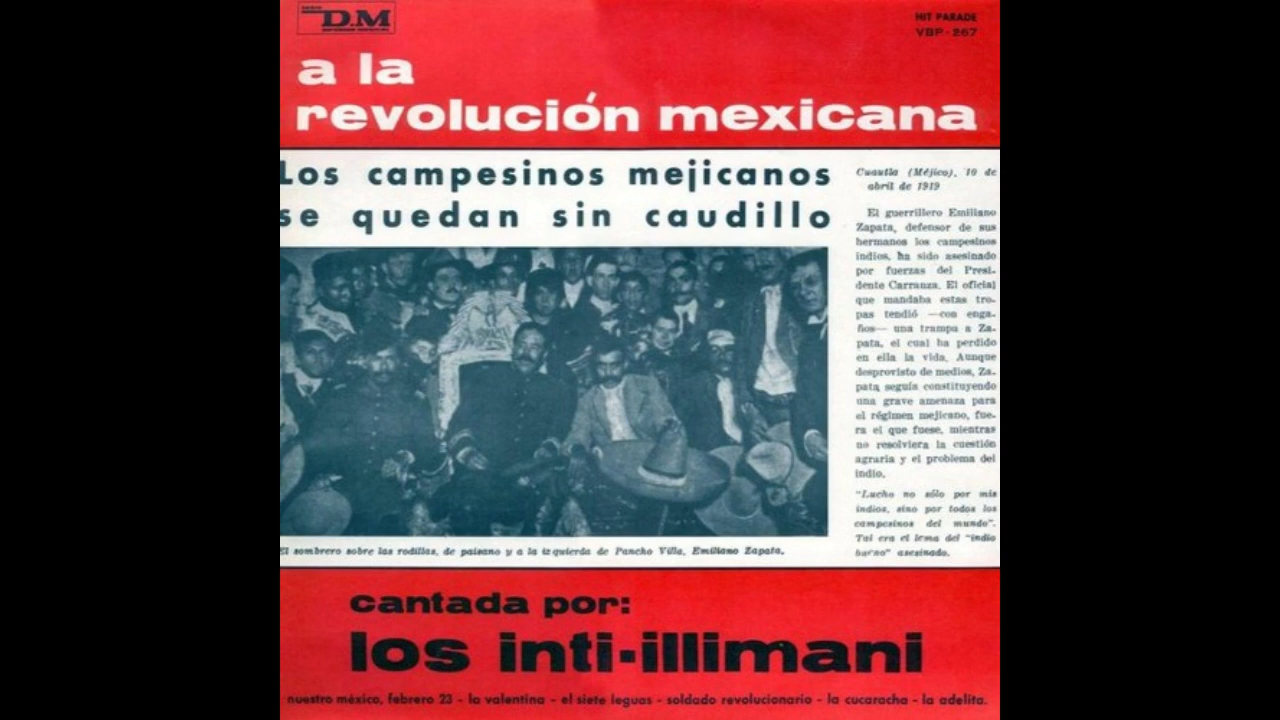 D.M
HIT PARADE
VBP - 267
a la
revolución mexicana
Los campesinos mejicanos
se quedan sin caudillo
Cuautla (Méjico), 10 de
abril de 1919
El guerrillero Emiliano
Zapata, defensor de sus
hermanos los campesinos
indios, ha sido asesinado
por fuerzas del Presi-
dente Carranza. El oficial
que mandaba estas tro-
pas tendió —con enga-
ños— una trampa a Za-
pata, el cual ha perdido
en ella la vida. Aunque
desprovisto de medios, Za-
pata seguía constituyendo
una grave amenaza para
el régimen mejicano, fue-
ra el que fuese, mientras
no resolviera la cuestión
agraria y el problema del
indio.
"Lucho no sólo por mis
indios, sino por todos los
campesinos del mundo".
Tal era el lema del "indio
bueno" asesinado.
El sombrero sobre las rodillas, de paisano y a la izquierda de Pancho Villa, Emiliano Zapata.
cantada por:
los inti-illimani
nuestro méxico, febrero 23 - la valentina - el siete leguas - soldado revolucionario - la cucaracha - la adelita.